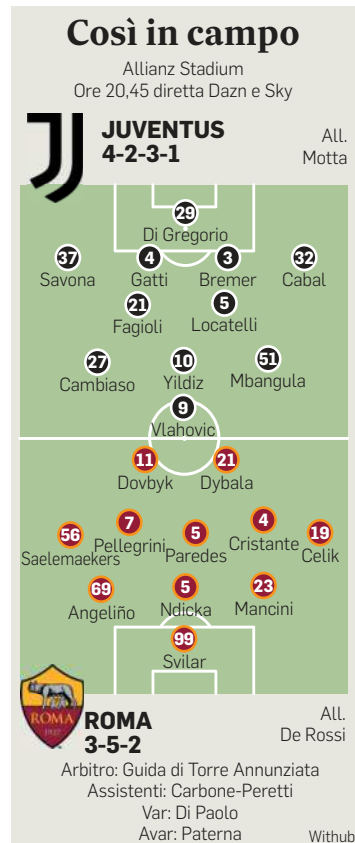 Così in campo
Allianz Stadium
Ore 20,45 diretta Dazn e Sky
JUVENTUS
4-2-3-1
All.
Motta
29
Di Gregorio
37 4 3 32
Savona Gatti Bremer Cabal
21 5
Fagioli Locatelli
27 10 51
Cambiaso Yildiz Mbangula
9
Vlahovic
11 21
Dovbyk Dybala
56 7 5 4 19
Saelemaekers Pellegrini Paredes Cristante Celik
69 5 23
Angeliño Ndicka Mancini
99
Svilar
ROMA
1927
ROMA
3-5-2
All.
De Rossi
Arbitro: Guida di Torre Annunziata
Assistenti: Carbone-Peretti
Var: Di Paolo
Avar: Paterna
Withub